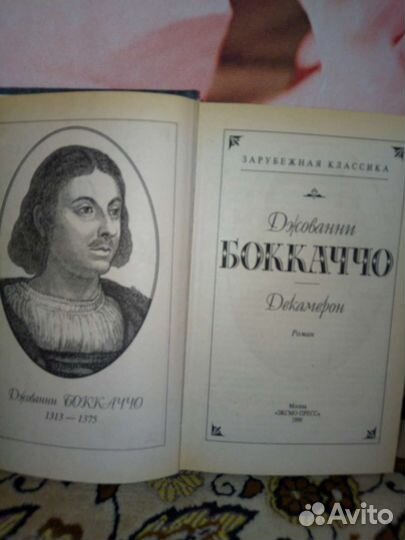 Джованни БОККАЧЧО
1313 — 1375
ЗАРУБЕЖНАЯ КЛАССИКА
Джованни
БОККАЧЧО
Декамерон
Роман
Москва
«ЭКСМО-ПРЕСС»
Avito